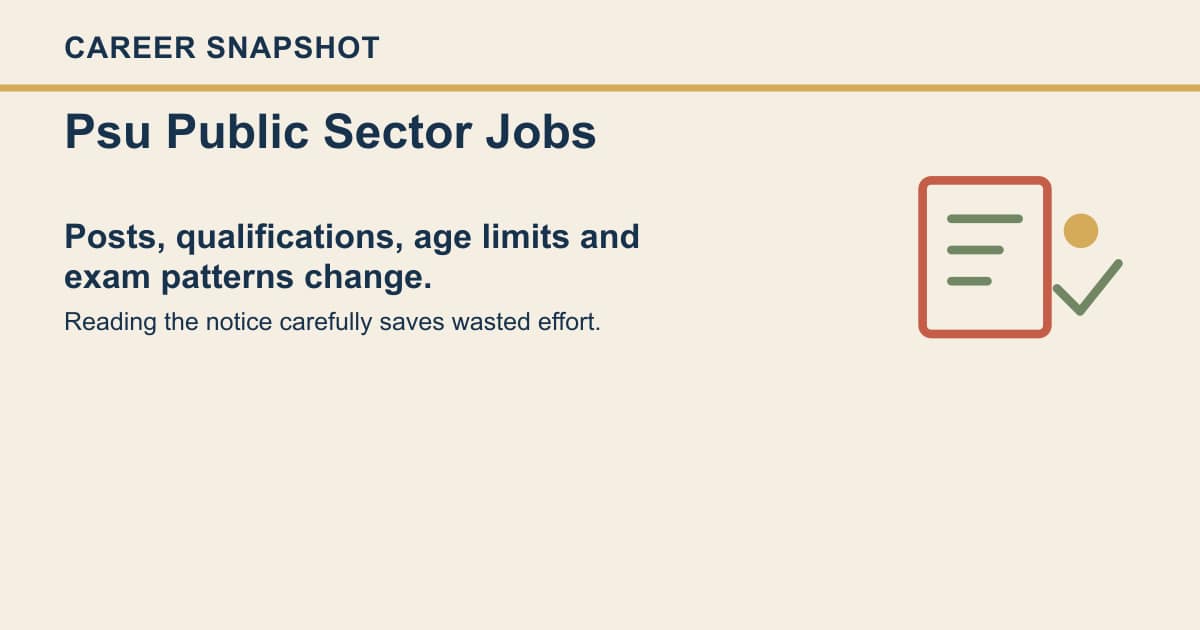 CAREER SNAPSHOT
Psu Public Sector Jobs
Posts, qualifications, age limits and
exam patterns change.
Reading the notice carefully saves wasted effort.